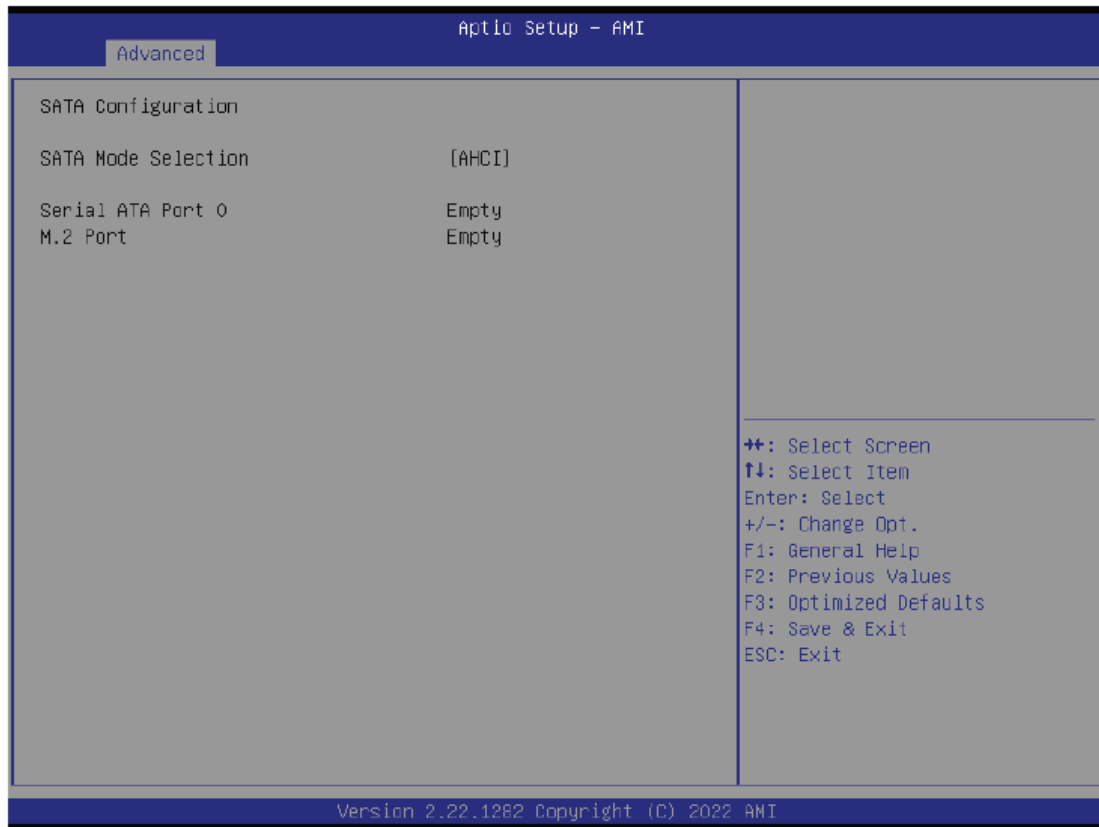 Aptio Setup - AMI
Advanced
SATA Configuration
SATA Mode Selection [AHCI]
Serial ATA Port 0 Empty
M.2 Port Empty
→←: Select Screen
↑↓: Select Item
Enter: Select
+/-: Change Opt.
F1: General Help
F2: Previous Values
F3: Optimized Defaults
F4: Save & Exit
ESC: Exit
Version 2.22.1282 Copyright (C) 2022 AMI